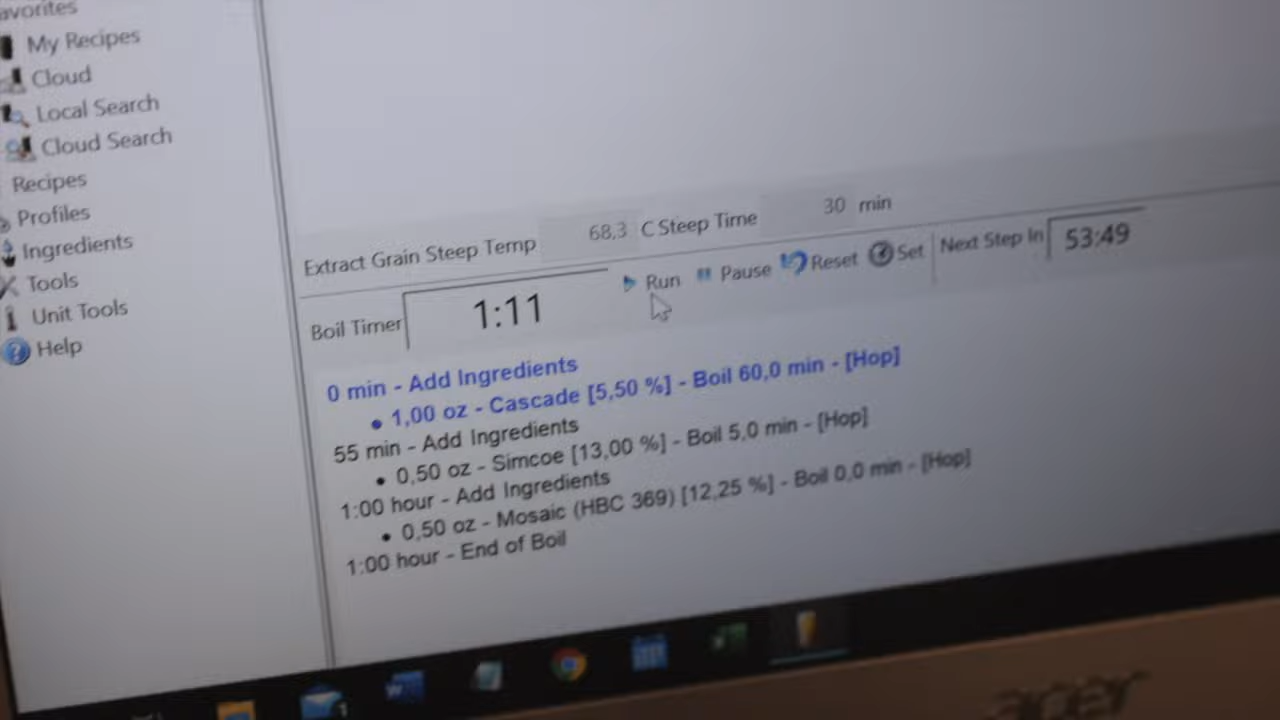 avorites
My Recipes
Cloud
Local Search
Cloud Search
Recipes
Profiles
Ingredients
Tools
Unit Tools
Help
Extract Grain Steep Temp 68,3 C Steep Time 30 min
Boil Timer 1:11 Run Pause Reset Set Next Step In 53:49
0 min - Add Ingredients
• 1,00 oz - Cascade [5,50 %] - Boil 60,0 min - [Hop]
55 min - Add Ingredients
• 0,50 oz - Simcoe [13,00 %] - Boil 5,0 min - [Hop]
1:00 hour - Add Ingredients
• 0,50 oz - Mosaic (HBC 369) [12,25 %] - Boil 0,0 min - [Hop]
1:00 hour - End of Boil
acer